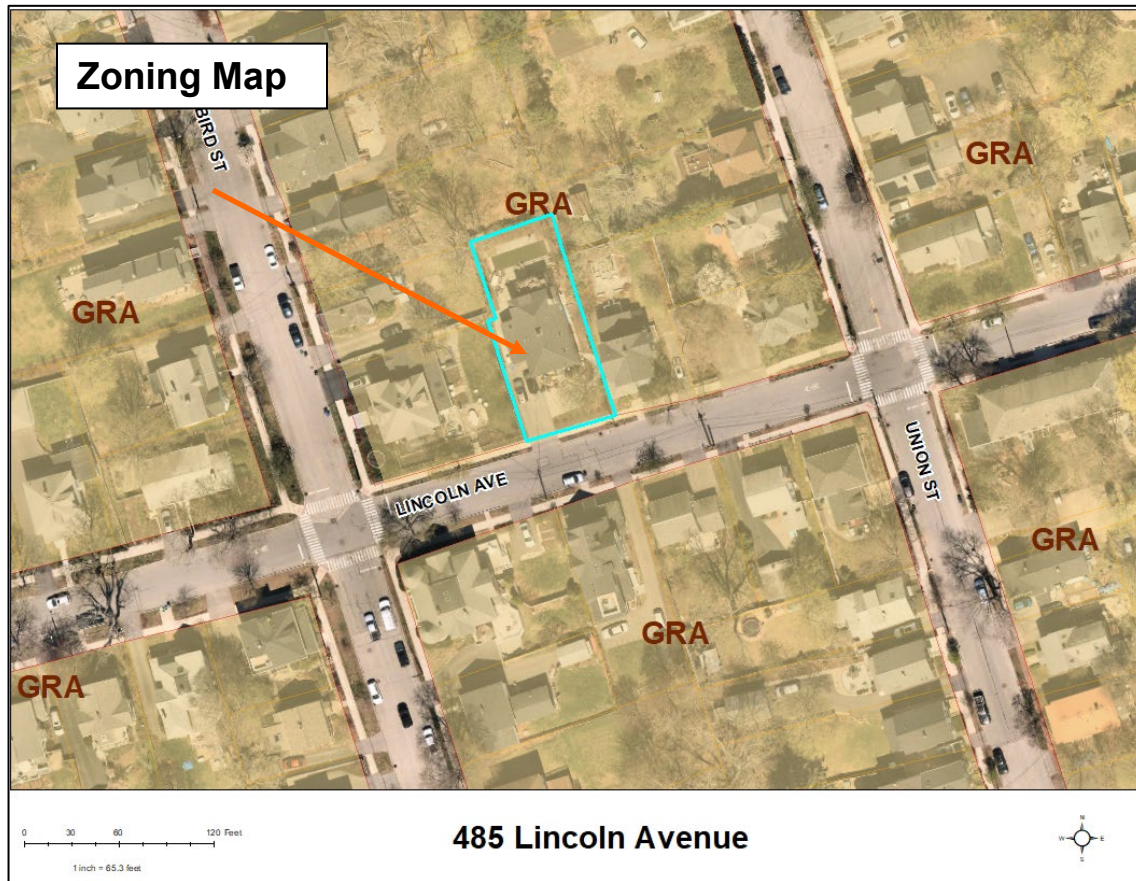 Zoning Map
BIRD ST
GRA
GRA
GRA
LINCOLN AVE
UNION ST
GRA
GRA
GRA
0 30 60 120 Feet
1 inch = 65.3 feet
485 Lincoln Avenue
N
W E
S